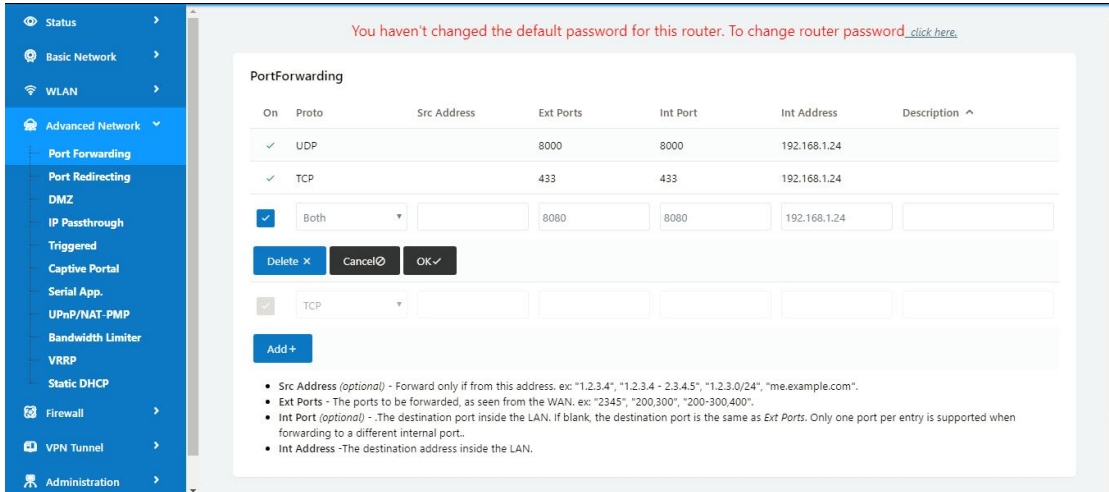 Status
Basic Network
WLAN
Advanced Network
Port Forwarding
Port Redirecting
DMZ
IP Passthrough
Triggered
Captive Portal
Serial App.
UPnP/NAT-PMP
Bandwidth Limiter
VRRP
Static DHCP
Firewall
VPN Tunnel
Administration
You haven't changed the default password for this router. To change router password click here.
PortForwarding
On Proto Src Address Ext Ports Int Port Int Address Description
UDP 8000 8000 192.168.1.24
TCP 433 433 192.168.1.24
Both 8080 8080 192.168.1.24
Delete Cancel OK
TCP
Add +
• Src Address (optional) - Forward only if from this address. ex: "1.2.3.4", "1.2.3.4 - 2.3.4.5", "1.2.3.0/24", "me.example.com".
• Ext Ports - The ports to be forwarded, as seen from the WAN. ex: "2345", "200,300", "200-300,400".
• Int Port (optional) - .The destination port inside the LAN. If blank, the destination port is the same as Ext Ports. Only one port per entry is supported when
forwarding to a different internal port..
• Int Address -The destination address inside the LAN.